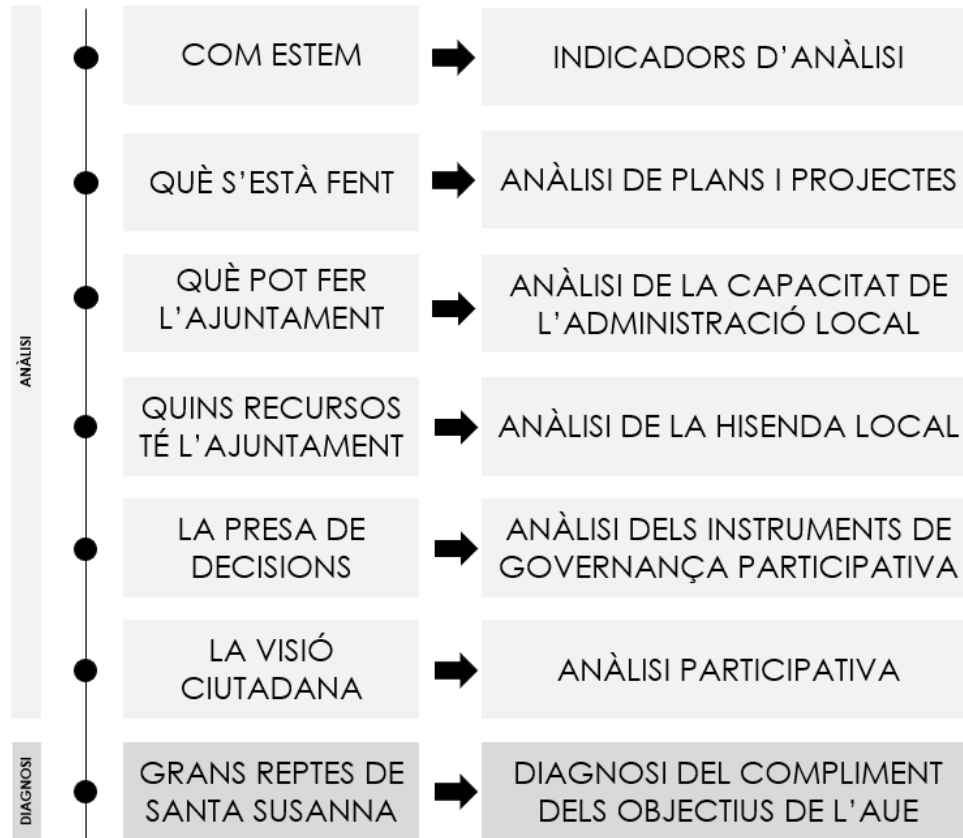 COM ESTEM
INDICADORS D’ANÀLISI
QUÈ S’ESTÀ FENT
ANÀLISI DE PLANS I PROJECTES
QUÈ POT FER
L’AJUNTAMENT
ANÀLISI DE LA CAPACITAT DE
L’ADMINISTRACIÓ LOCAL
ANÀLISI
QUINS RECURSOS
TÉ L’AJUNTAMENT
ANÀLISI DE LA HISENDA LOCAL
LA PRESA DE
DECISIONS
ANÀLISI DELS INSTRUMENTS DE
GOVERNANÇA PARTICIPATIVA
LA VISIÓ
CIUTADANA
ANÀLISI PARTICIPATIVA
DIAGNOSI
GRANS REPTES DE
SANTA SUSANNA
DIAGNOSI DEL COMPLIMENT
DELS OBJECTIUS DE L’AUE